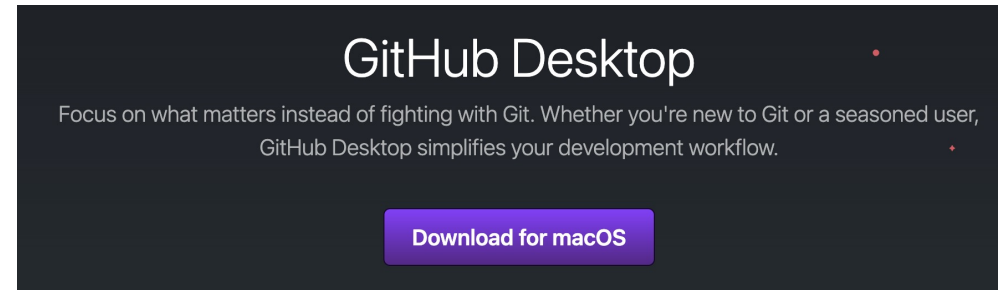 GitHub Desktop
Focus on what matters instead of fighting with Git. Whether you're new to Git or a seasoned user,
GitHub Desktop simplifies your development workflow.
Download for macOS